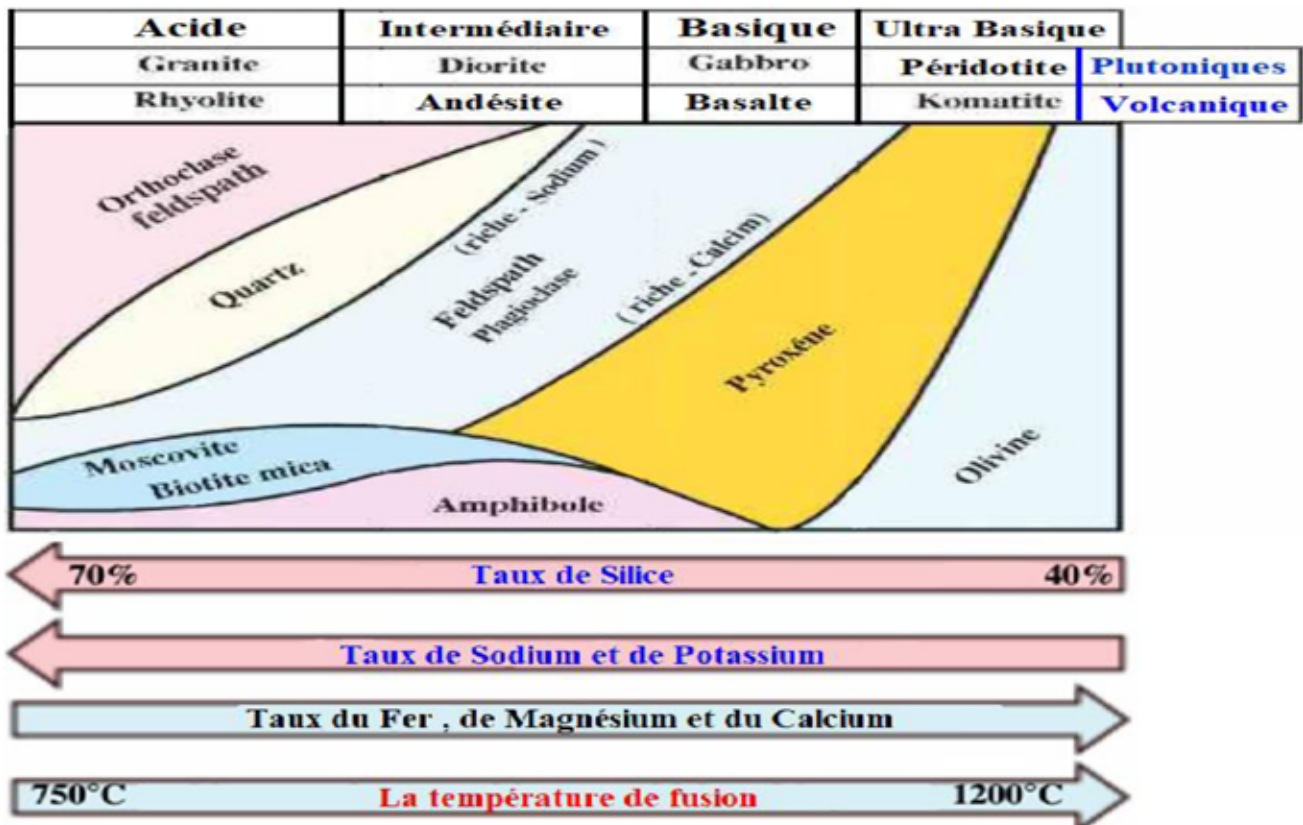 Acide Intermédiaire Basique Ultra Basique
Granite Diorite Gabbro Péridotite Plutoniques
Rhyolite Andésite Basalte Komatite Volcanique
Orthoclase
feldspath
Quartz
(riche - Sodium)
Feldspath
Plagioclase
(riche - Calcim)
Pyroxéne
Olivine
Moscovite
Biotite mica
Amphibole
70% Taux de Silice 40%
Taux de Sodium et de Potassium
Taux du Fer , de Magnésium et du Calcium
750°C La température de fusion 1200°C